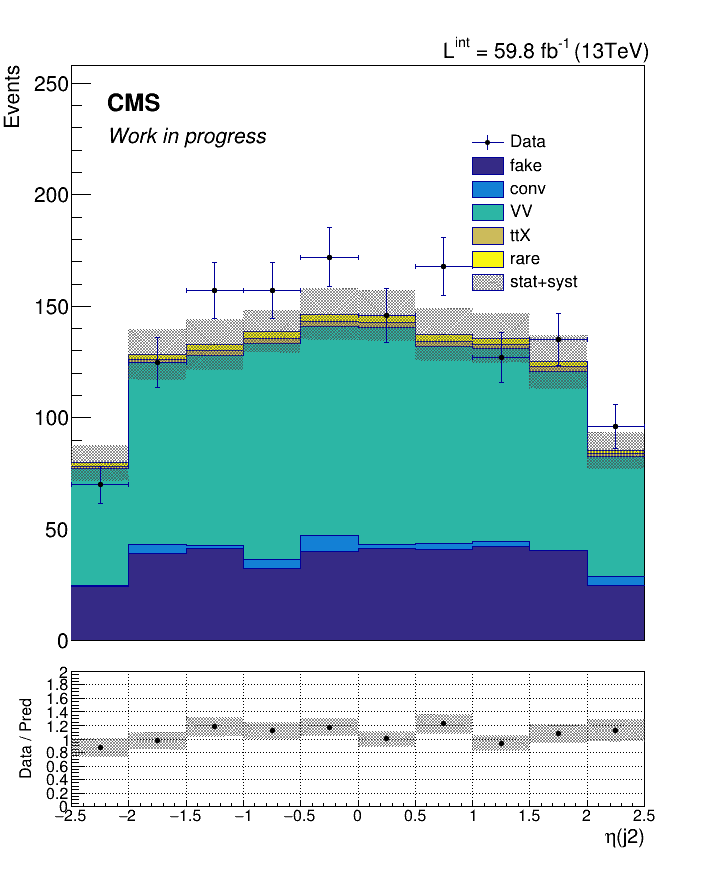 L^int = 59.8 fb^-1 (13TeV)
Events
250
CMS
Work in progress
Data
fake
conv
VV
ttX
rare
stat+syst
200
150
100
50
0
Data / Pred
2
1.8
1.6
1.4
1.2
1
0.8
0.6
0.4
0.2
0
−2.5 −2 −1.5 −1 −0.5 0 0.5 1 1.5 2 2.5
η(j2)